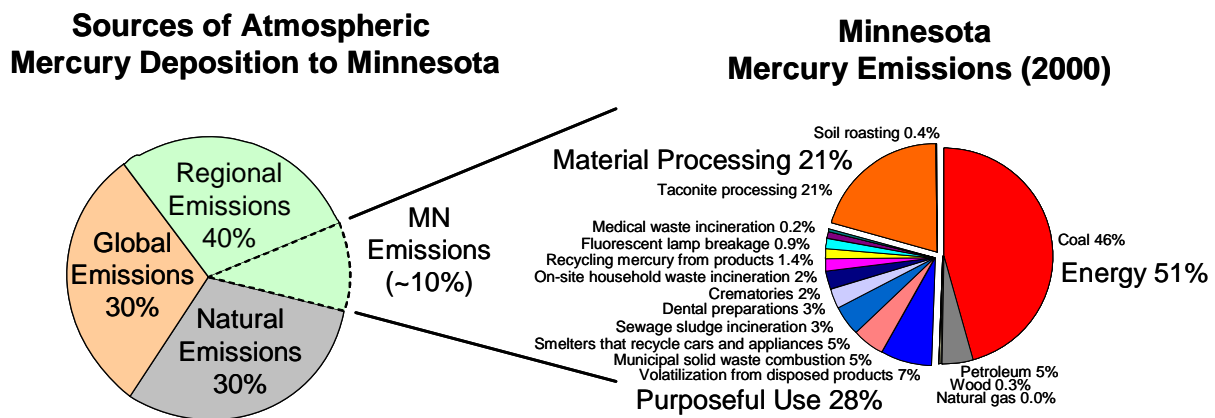 Sources of Atmospheric
Mercury Deposition to Minnesota
Regional
Emissions
40%
Global
Emissions
30%
Natural
Emissions
30%
MN
Emissions
(~10%)
Minnesota
Mercury Emissions (2000)
Soil roasting 0.4%
Material Processing 21%
Taconite processing 21%
Medical waste incineration 0.2%
Fluorescent lamp breakage 0.9%
Recycling mercury from products 1.4%
On-site household waste incineration 2%
Crematories 2%
Dental preparations 3%
Sewage sludge incineration 3%
Smelters that recycle cars and appliances 5%
Municipal solid waste combustion 5%
Volatilization from disposed products 7%
Purposeful Use 28%
Coal 46%
Energy 51%
Petroleum 5%
Wood 0.3%
Natural gas 0.0%